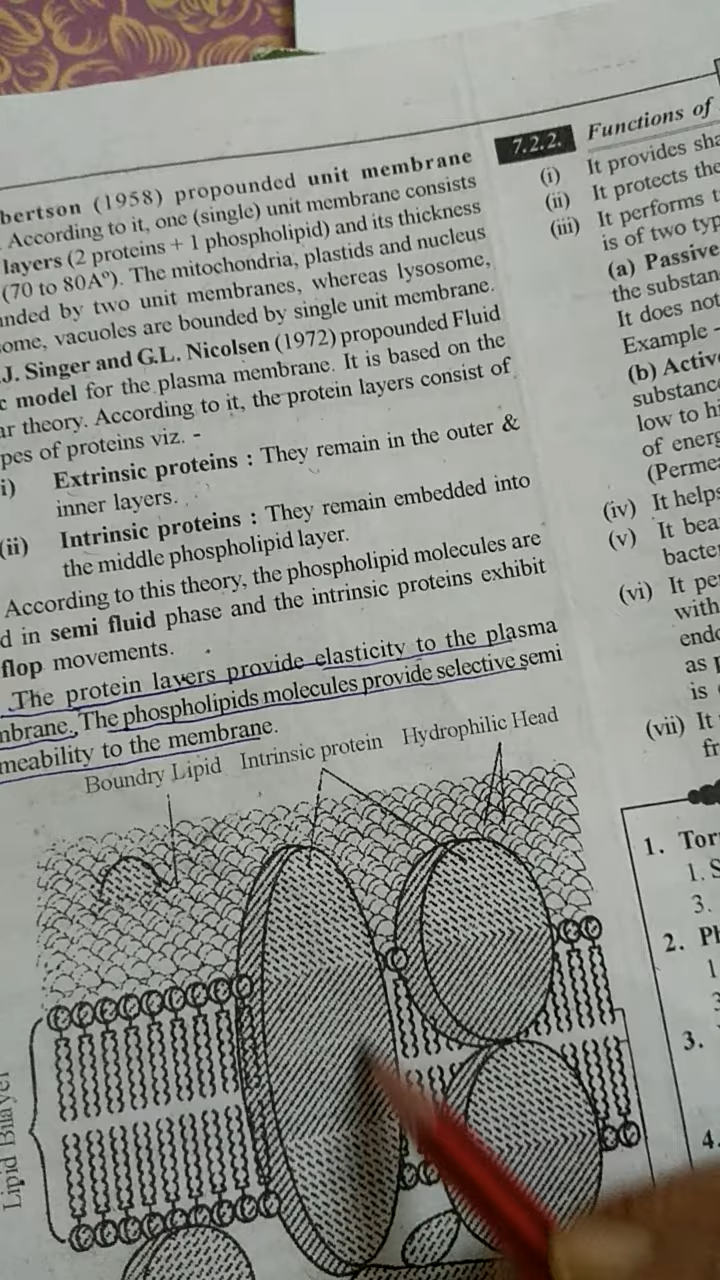 bertson (1958) propounded unit membrane
. According to it, one (single) unit membrane consists
layers (2 proteins + 1 phospholipid) and its thickness
(70 to 80A°). The mitochondria, plastids and nucleus
nded by two unit membranes, whereas lysosome,
ome, vacuoles are bounded by single unit membrane.
J. Singer and G.L. Nicolsen (1972) propounded Fluid
c model for the plasma membrane. It is based on the
ar theory. According to it, the protein layers consist of
pes of proteins viz. -
i) Extrinsic proteins : They remain in the outer &
inner layers.
(ii) Intrinsic proteins : They remain embedded into
the middle phospholipid layer.
According to this theory, the phospholipid molecules are
d in semi fluid phase and the intrinsic proteins exhibit
flop movements.
The protein layers provide elasticity to the plasma
mbrane. The phospholipids molecules provide selective semi
meability to the membrane.
Boundry Lipid Intrinsic protein Hydrophilic Head
Lipid Bilayer
7.2.2. Functions of
(i) It provides sha
(ii) It protects the
(iii) It performs t
is of two typ
(a) Passive
the substan
It does not
Example -
(b) Active
substance
low to hi
of energ
(Permea
(iv) It helps
(v) It bea
bacter
(vi) It pe
with
endo
as p
is
(vii) It
fr
1. Tor
1. S
3.
2. Pl
1
3
3.
4.